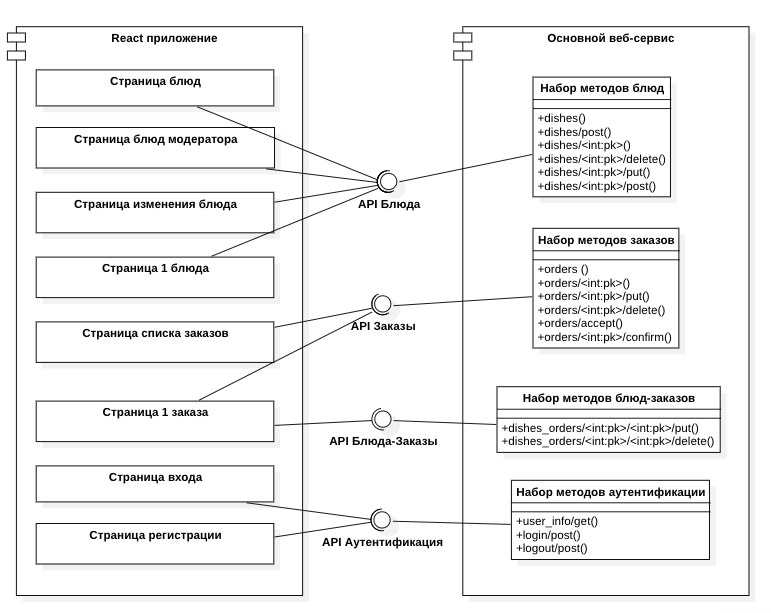 React приложение
Страница блюд
Страница блюд модератора
Страница изменения блюда
Страница 1 блюда
Страница списка заказов
Страница 1 заказа
Страница входа
Страница регистрации
API Блюда
API Заказы
API Блюда-Заказы
API Аутентификация
Основной веб-сервис
Набор методов блюд
+dishes()
+dishes/post()
+dishes/<int:pk>()
+dishes/<int:pk>/delete()
+dishes/<int:pk>/put()
+dishes/<int:pk>/post()
Набор методов заказов
+orders ()
+orders/<int:pk>()
+orders/<int:pk>/put()
+orders/<int:pk>/delete()
+orders/accept()
+orders/<int:pk>/confirm()
Набор методов блюд-заказов
+dishes_orders/<int:pk>/<int:pk>/put()
+dishes_orders/<int:pk>/<int:pk>/delete()
Набор методов аутентификации
+user_info/get()
+login/post()
+logout/post()